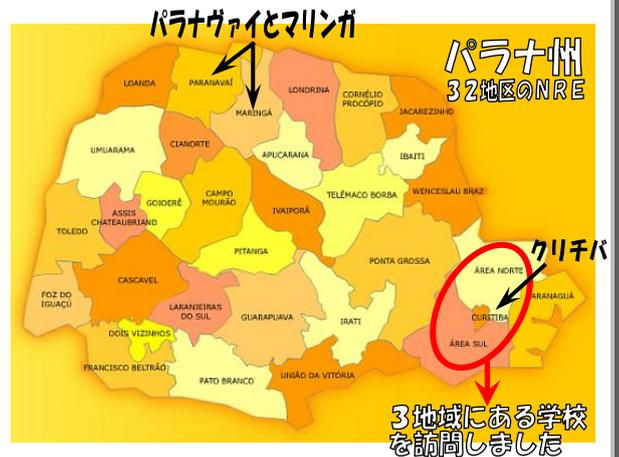 パラナヴァイとマリンガ
パラナ州
32地区のNRE
LOANDA
PARANAVAÍ
MARINGÁ
LONDRINA
CORNÉLIO
PROCÓPIO
JACAREZINHO
UMUARAMA
CIANORTE
APUCARANA
IBAITI
GOIOERÊ
CAMPO
MOURÃO
IVAIPORÃ
TELÊMACO BORBA
WENCESLAU BRAZ
TOLEDO
ASSIS
CHATEAUBRIAND
PITANGA
PONTA GROSSA
クリチバ
ÁREA NORTE
CASCAVEL
FOZ DO
IGUAÇÚ
LARANJEIRAS
DO SUL
GUARAPUAVA
IRATI
CURITIBA
ARANAGUÁ
ÁREA SUL
DOIS VIZINHOS
FRANCISCO BELTRÃO
PATO BRANCO
UNIÃO DA VITÓRIA
3地域にある学校
を訪問しました